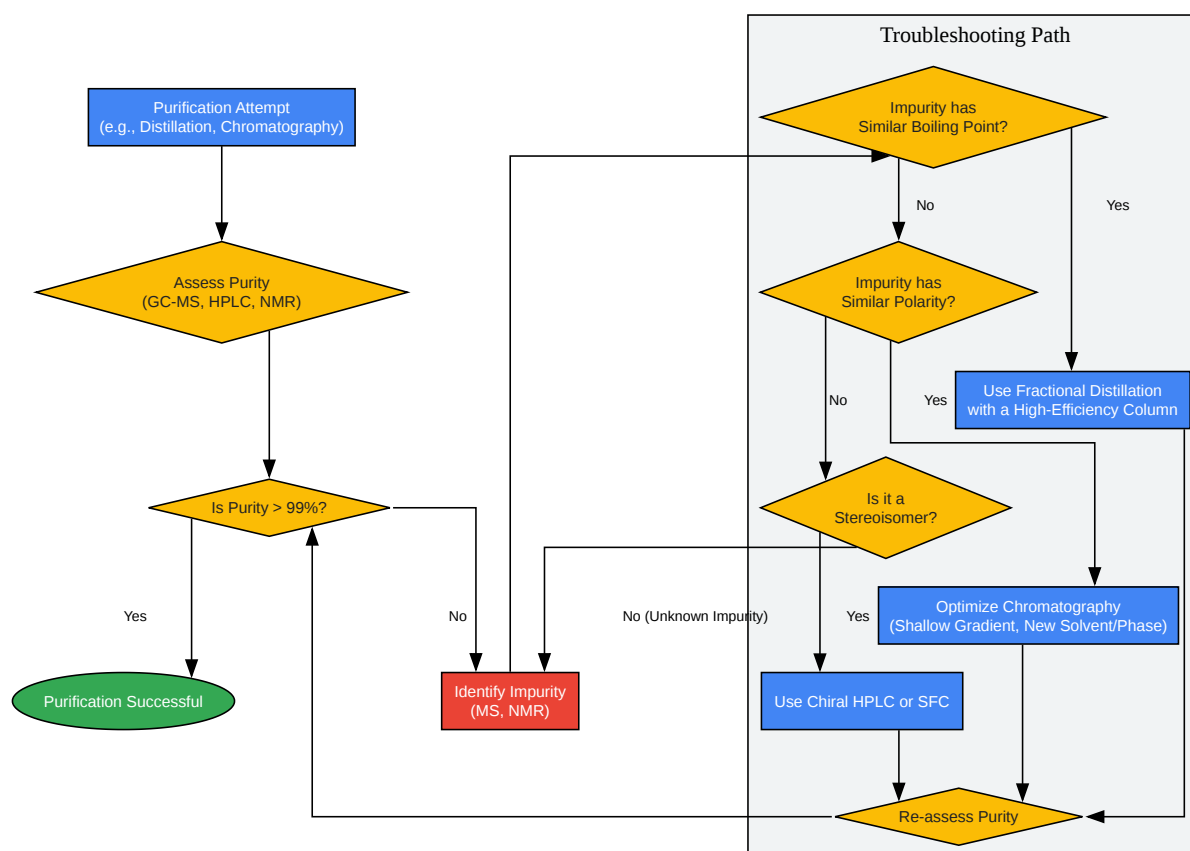 Troubleshooting Path
Purification Attempt
(e.g., Distillation, Chromatography)
Impurity has
Similar Boiling Point?
No
Yes
Assess Purity
(GC-MS, HPLC, NMR)
Impurity has
Similar Polarity?
Use Fractional Distillation
with a High-Efficiency Column
No
Yes
Is Purity > 99%?
Is it a
Stereoisomer?
Yes
No
No (Unknown Impurity)
Yes
Optimize Chromatography
(Shallow Gradient, New Solvent/Phase)
Purification Successful
Identify Impurity
(MS, NMR)
Use Chiral HPLC or SFC
Re-assess Purity